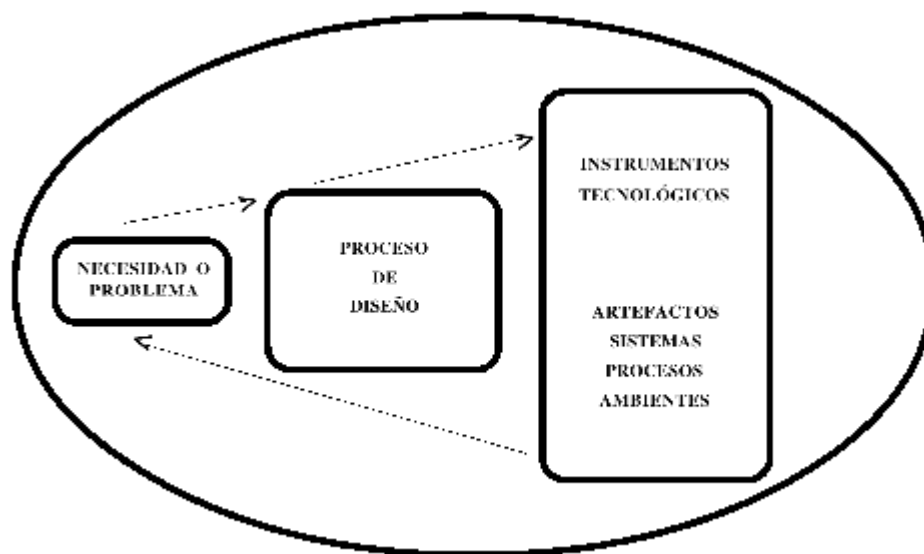 NECESIDAD O
PROBLEMA
PROCESO
DE
DISEÑO
INSTRUMENTOS
TECNOLÓGICOS
ARTEFACTOS
SISTEMAS
PROCESOS
AMBIENTES